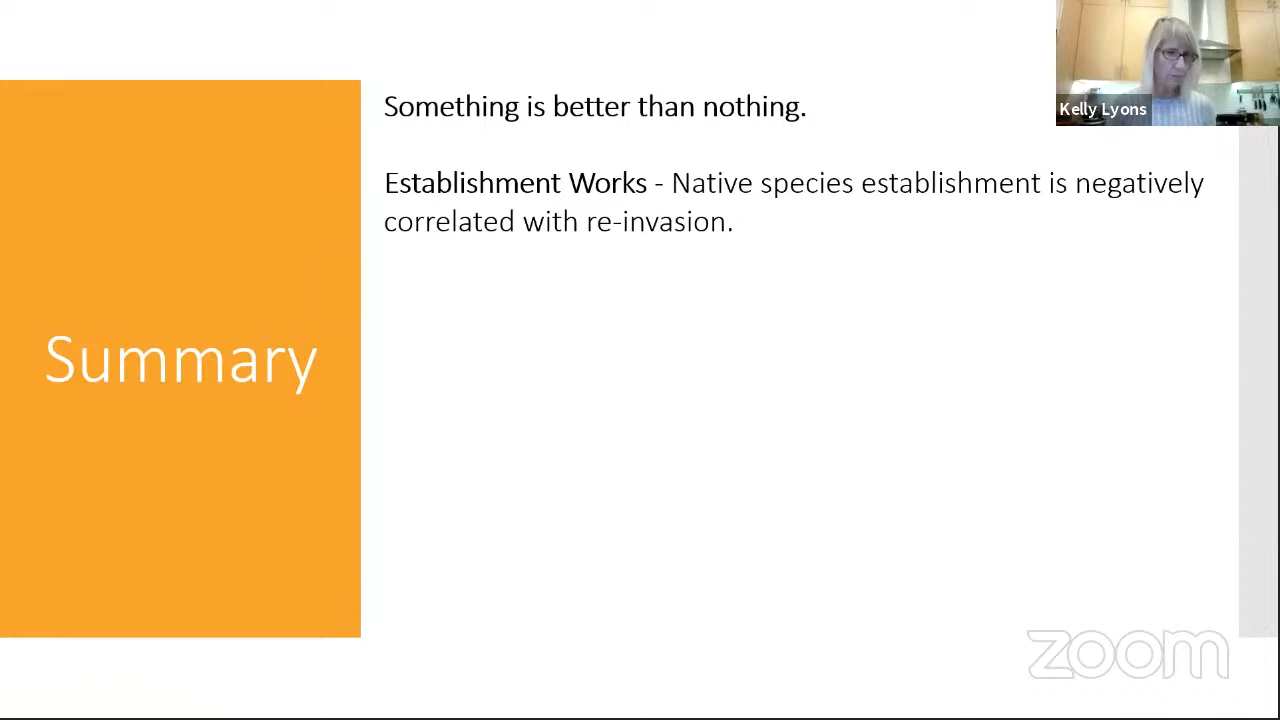 Something is better than nothing.
Kelly Lyons
Establishment Works - Native species establishment is negatively
correlated with re-invasion.
Summary
zoom